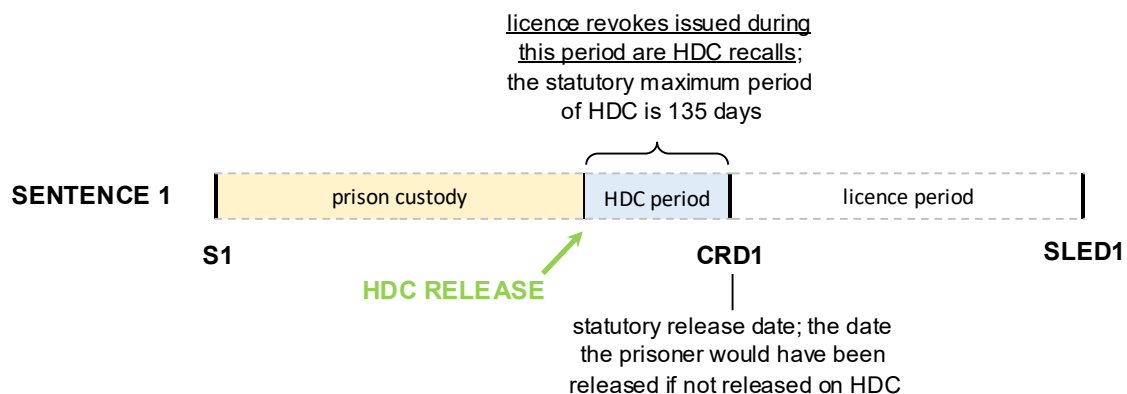 licence revokes issued during
this period are HDC recalls;
the statutory maximum period
of HDC is 135 days
SENTENCE 1
prison custody
HDC period
licence period
S1
CRD1
SLED1
HDC RELEASE
statutory release date; the date
the prisoner would have been
released if not released on HDC